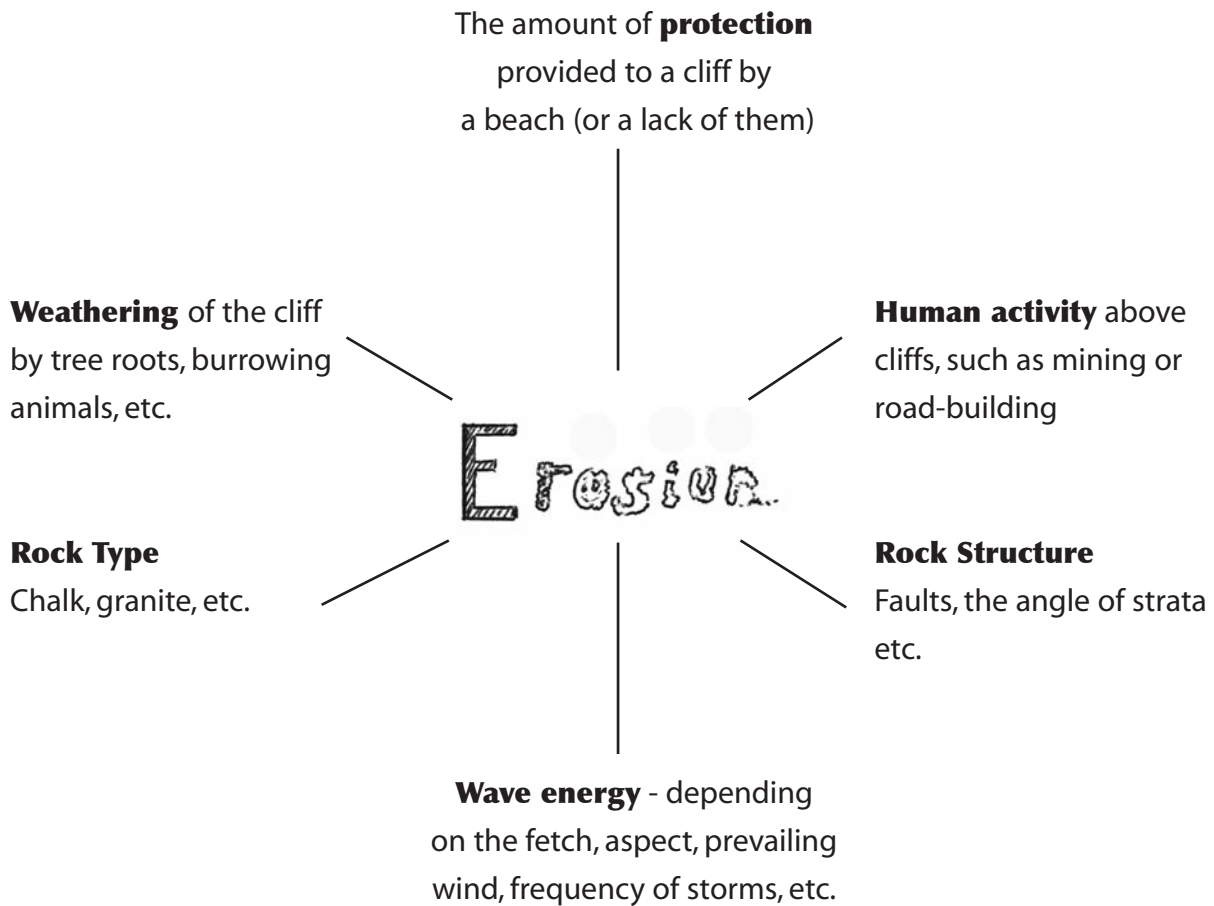 The amount of protection
provided to a cliff by
a beach (or a lack of them)
Weathering of the cliff
by tree roots, burrowing
animals, etc.
Human activity above
cliffs, such as mining or
road-building
Erosion...
Rock Type
Chalk, granite, etc.
Rock Structure
Faults, the angle of strata
etc.
Wave energy - depending
on the fetch, aspect, prevailing
wind, frequency of storms, etc.